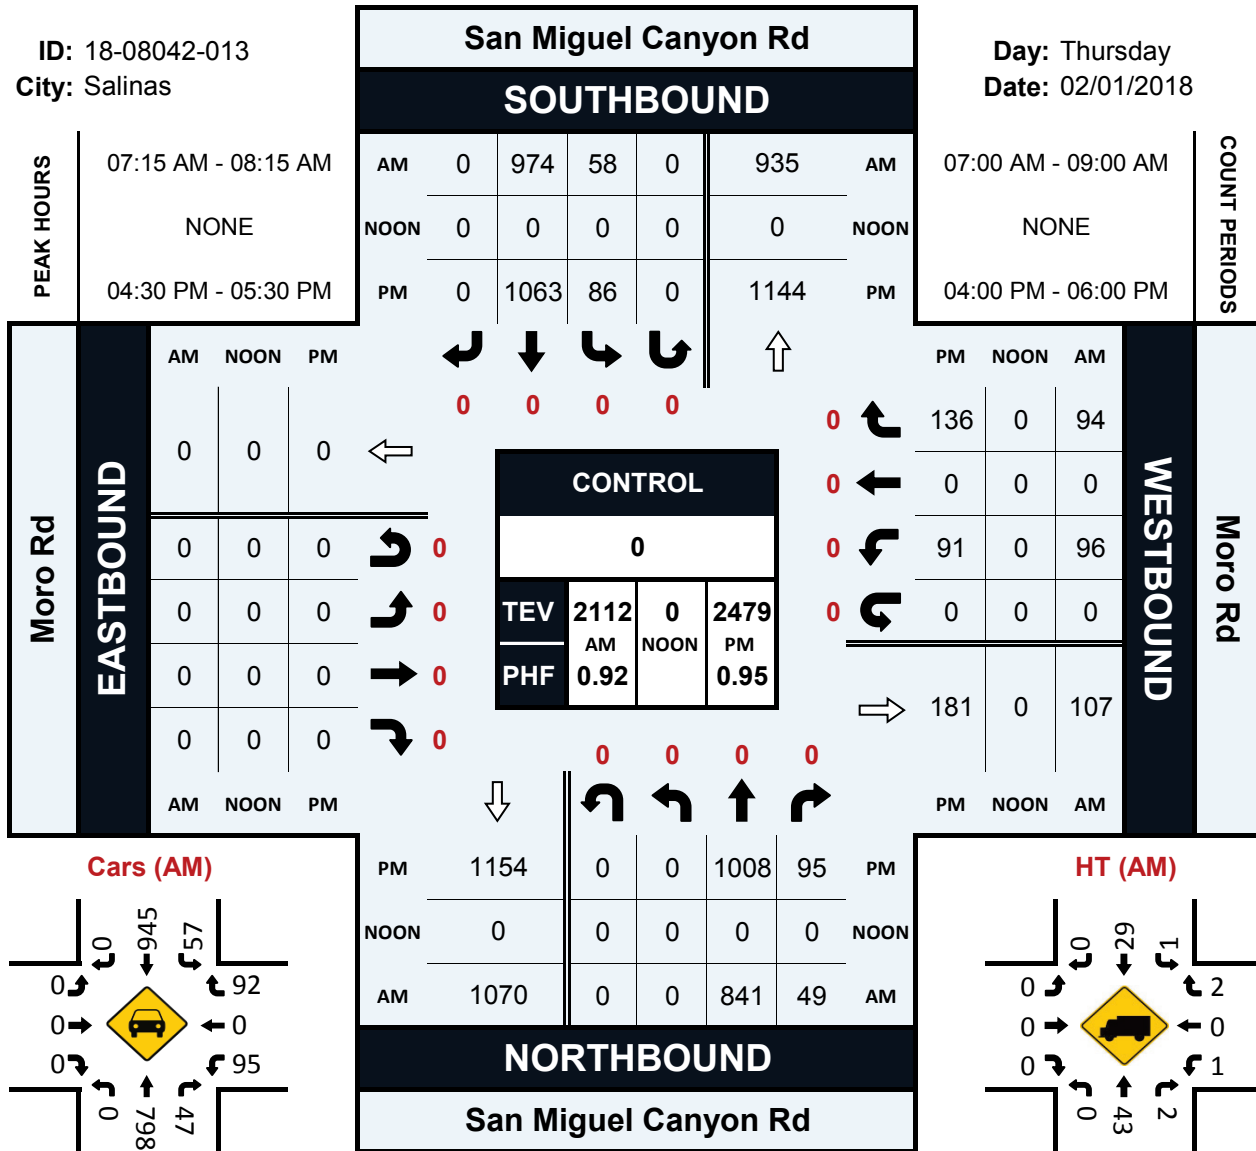 San Miguel Canyon Rd
SOUTHBOUND
ID: 18-08042-013
City: Salinas
Day: Thursday
Date: 02/01/2018
PEAK HOURS
07:15 AM - 08:15 AM
NONE
04:30 PM - 05:30 PM
AM 0 974 58 0 935 AM
NOON 0 0 0 0 0 NOON
PM 0 1063 86 0 1144 PM
07:00 AM - 09:00 AM
NONE
04:00 PM - 06:00 PM
COUNT PERIODS
0 0 0 0
Moro Rd
EASTBOUND
AM NOON PM
0 0 0
0 0 0 0
0 0 0 0
0 0 0 0
0 0 0 0
AM NOON PM
CONTROL
0
TEV 2112 0 2479
AM NOON PM
PHF 0.92 0.95
PM NOON AM
0 136 0 94
0 0 0 0
0 91 0 96
0 0 0 0
181 0 107
PM NOON AM
WESTBOUND
Moro Rd
0 0 0 0
PM 1154 0 0 1008 95 PM
NOON 0 0 0 0 0 NOON
AM 1070 0 0 841 49 AM
NORTHBOUND
San Miguel Canyon Rd
Cars (AM)
0 945 57
0 92
0 0
0 95
0 798 47
HT (AM)
0 29 1
0 2
0 0
0 1
0 43 2